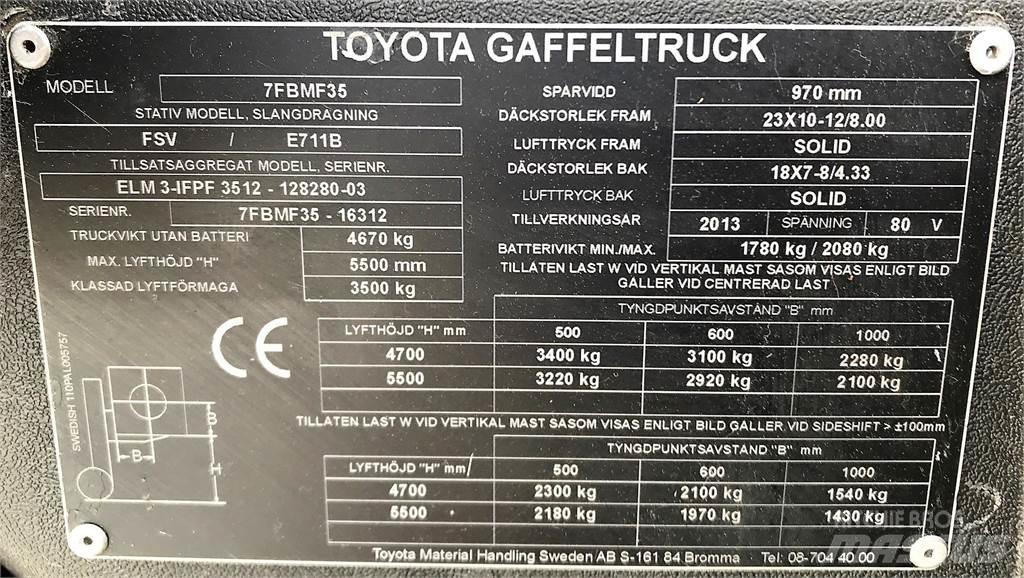 TOYOTA GAFFELTRUCK
MODELL 7FBMF35
STATIV MODELL, SLANGDRAGNING
FSV / E711B
TILLSATSAGGREGAT MODELL, SERIENR.
ELM 3-IFPF 3512 - 128280-03
SERIENR. 7FBMF35 - 16312
TRUCKVIKT UTAN BATTERI 4670 kg
MAX. LYFTHÖJD "H" 5500 mm
KLASSAD LYFTFÖRMAGA 3500 kg
SPARVIDD 970 mm
DÄCKSTORLEK FRAM 23X10-12/8.00
LUFTTRYCK FRAM SOLID
DÄCKSTORLEK BAK 18X7-8/4.33
LUFTTRYCK BAK SOLID
TILLVERKNINGSAR 2013 SPÄNNING 80 V
BATTERIVIKT MIN./MAX. 1780 kg / 2080 kg
TILLATEN LAST W VID VERTIKAL MAST SASOM VISAS ENLIGT BILD
GÄLLER VID CENTRERAD LAST
TYNGDPUNKTSAVSTÄND "B" mm
LYFTHÖJD "H" mm 500 600 1000
4700 3400 kg 3100 kg 2280 kg
5500 3220 kg 2920 kg 2100 kg
CE
SWEDISH 110PAL005757
B
H
B
TILLATEN LAST W VID VERTIKAL MAST SASOM VISAS ENLIGT BILD GÄLLER VID SIDESHIFT > ±100mm
TYNGDPUNKTSAVSTÄND "B" mm
LYFTHÖJD "H" mm 500 600 1000
4700 2300 kg 2100 kg 1540 kg
5500 2180 kg 1970 kg 1430 kg
Toyota Material Handling Sweden AB S-161 84 Bromma Tel: 08-704 40 00
RITCHIE BROS
mascus